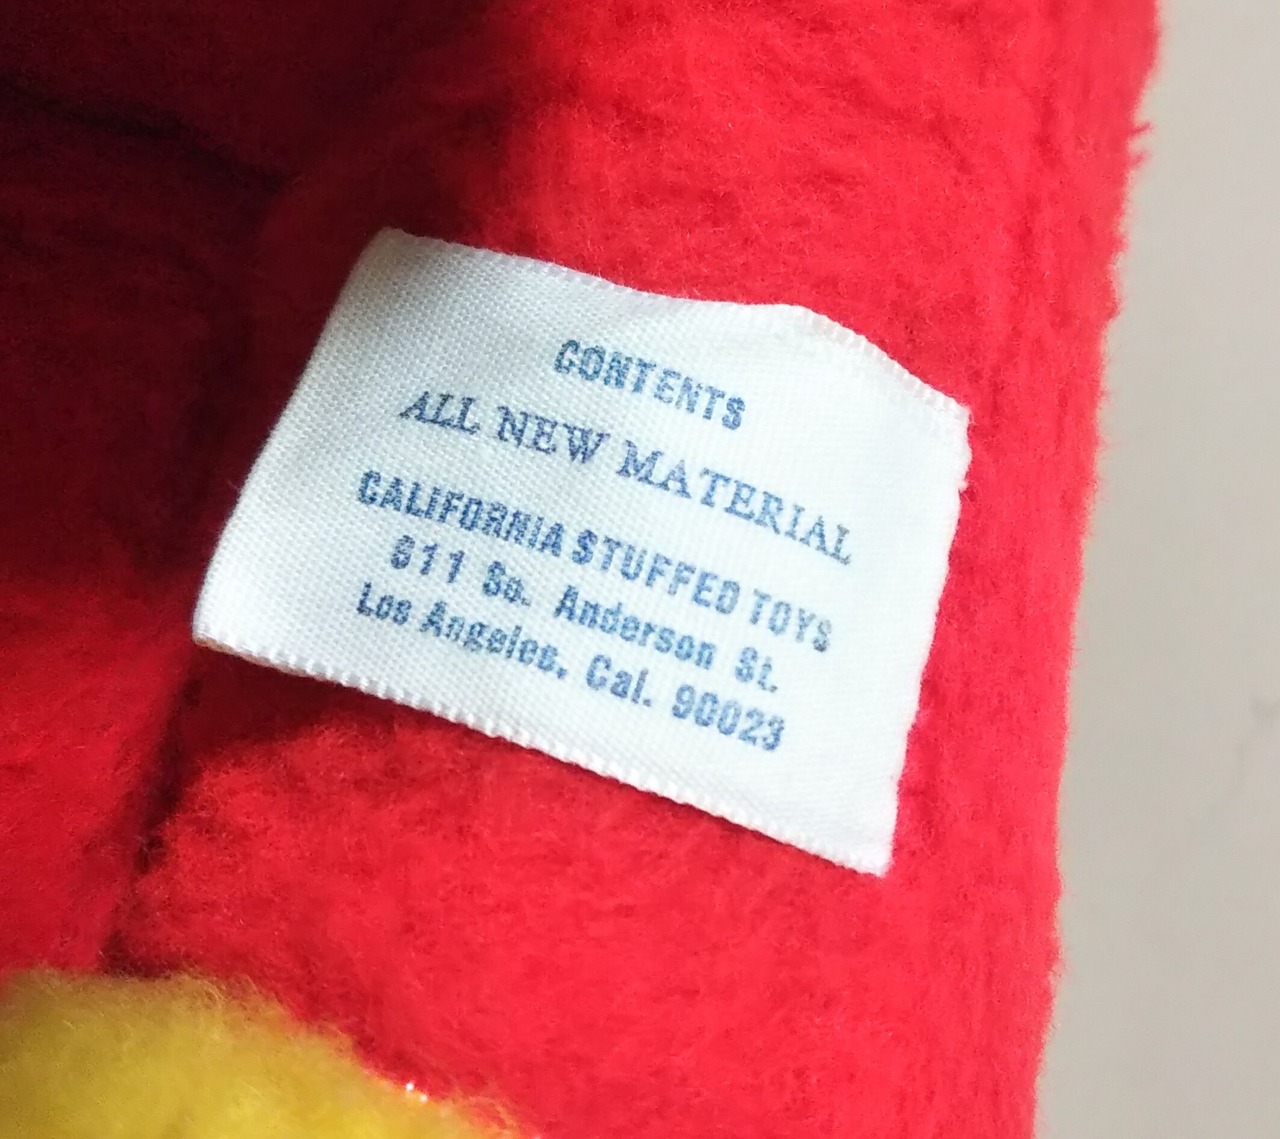 CONTENTS
ALL NEW MATERIAL
CALIFORNIA STUFFED TOYS
611 So. Anderson St.
Los Angeles, Cal. 90023